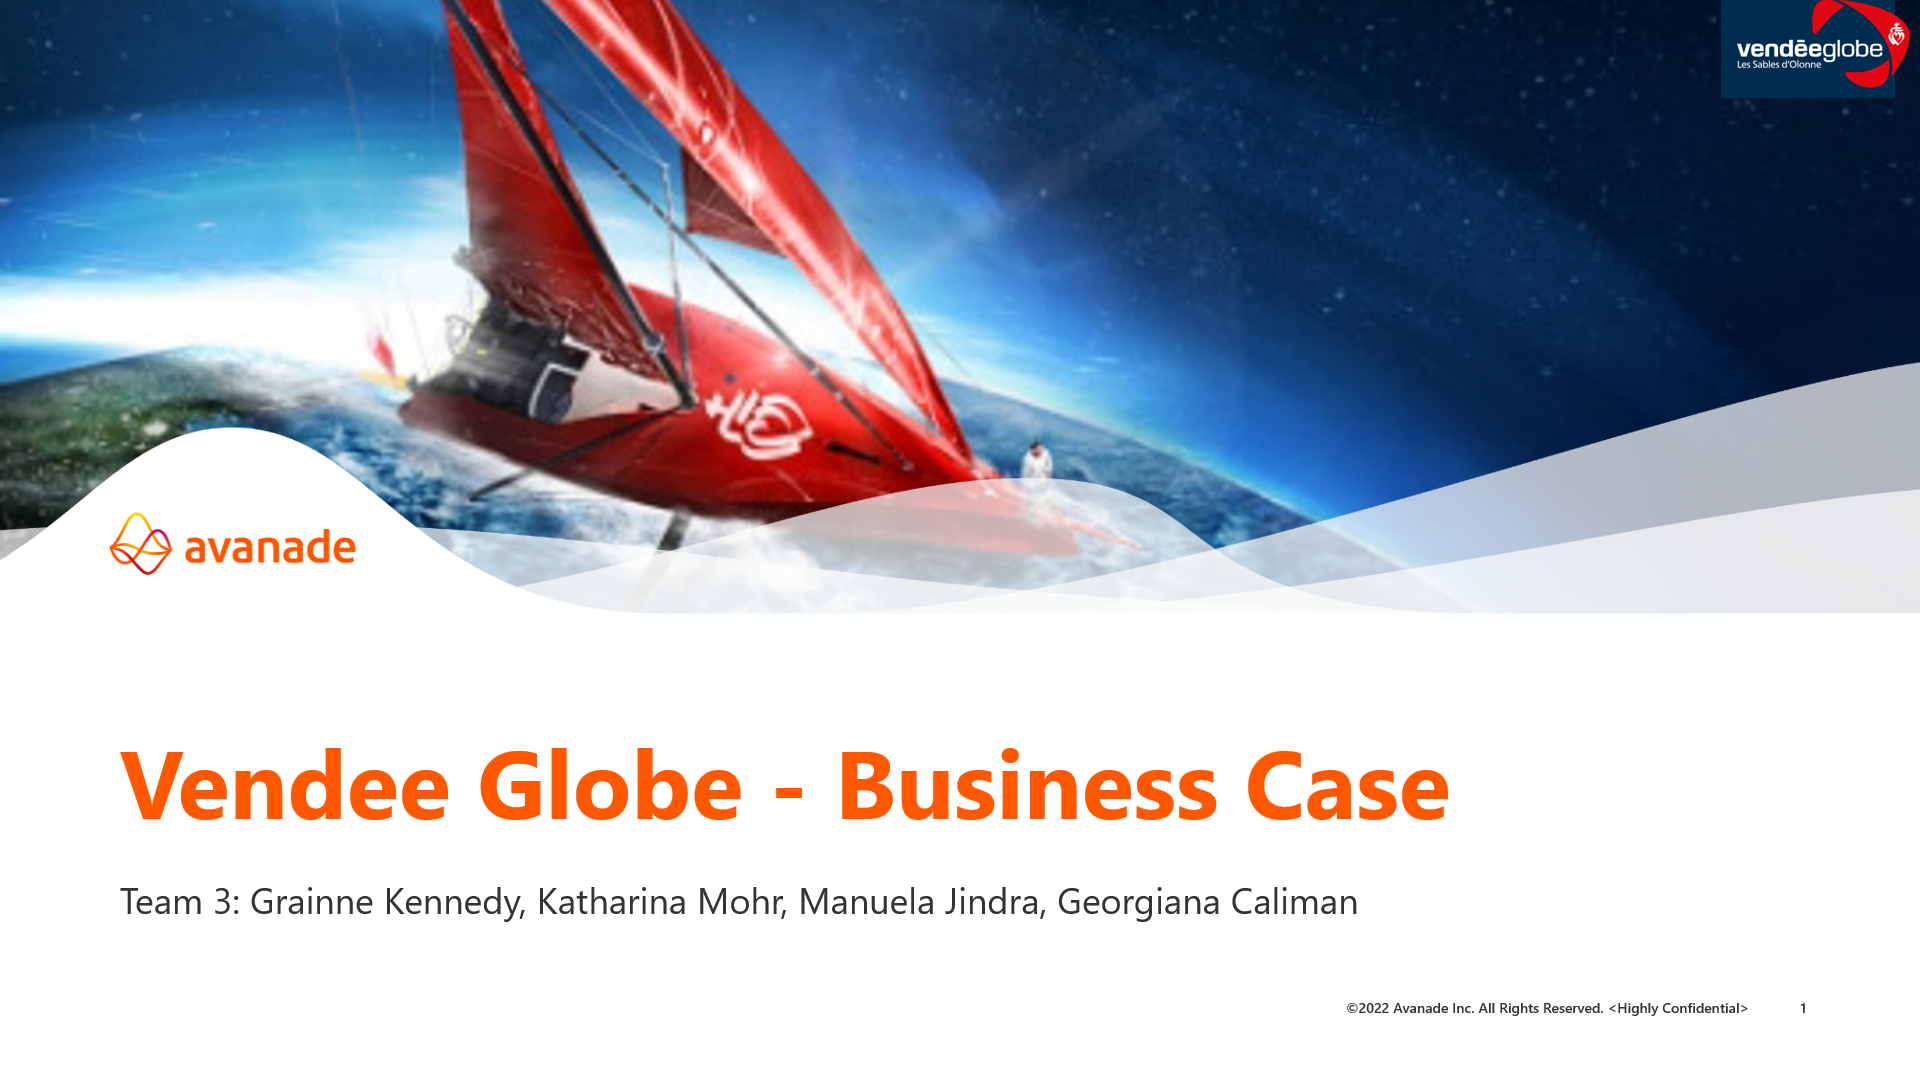 vendēeglobe
Les Sables d'Olonne
avanade
Vendee Globe - Business Case
Team 3: Grainne Kennedy, Katharina Mohr, Manuela Jindra, Georgiana Caliman
©2022 Avanade Inc. All Rights Reserved. <Highly Confidential> 1